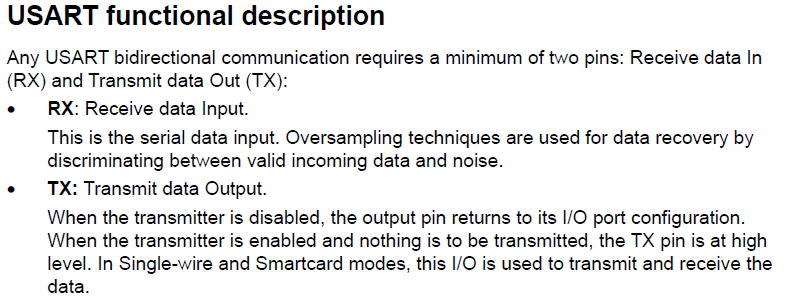 USART functional description
Any USART bidirectional communication requires a minimum of two pins: Receive data In
(RX) and Transmit data Out (TX):
• RX: Receive data Input.
This is the serial data input. Oversampling techniques are used for data recovery by
discriminating between valid incoming data and noise.
• TX: Transmit data Output.
When the transmitter is disabled, the output pin returns to its I/O port configuration.
When the transmitter is enabled and nothing is to be transmitted, the TX pin is at high
level. In Single-wire and Smartcard modes, this I/O is used to transmit and receive the
data.